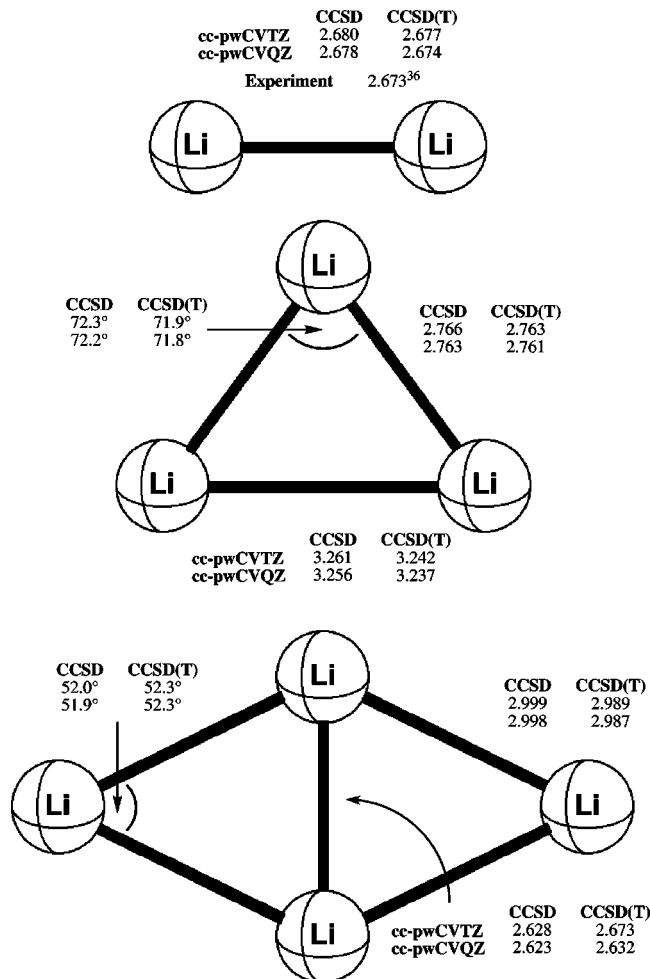 CCSD CCSD(T)
cc-pwCVTZ 2.680 2.677
cc-pwCVQZ 2.678 2.674
Experiment 2.673³⁶
Li Li
Li
CCSD CCSD(T)
72.3° 71.9°
72.2° 71.8°
CCSD CCSD(T)
2.766 2.763
2.763 2.761
Li Li
CCSD CCSD(T)
cc-pwCVTZ 3.261 3.242
cc-pwCVQZ 3.256 3.237
Li
CCSD CCSD(T)
52.0° 52.3°
51.9° 52.3°
CCSD CCSD(T)
2.999 2.989
2.998 2.987
Li Li
Li
CCSD CCSD(T)
cc-pwCVTZ 2.628 2.673
cc-pwCVQZ 2.623 2.632